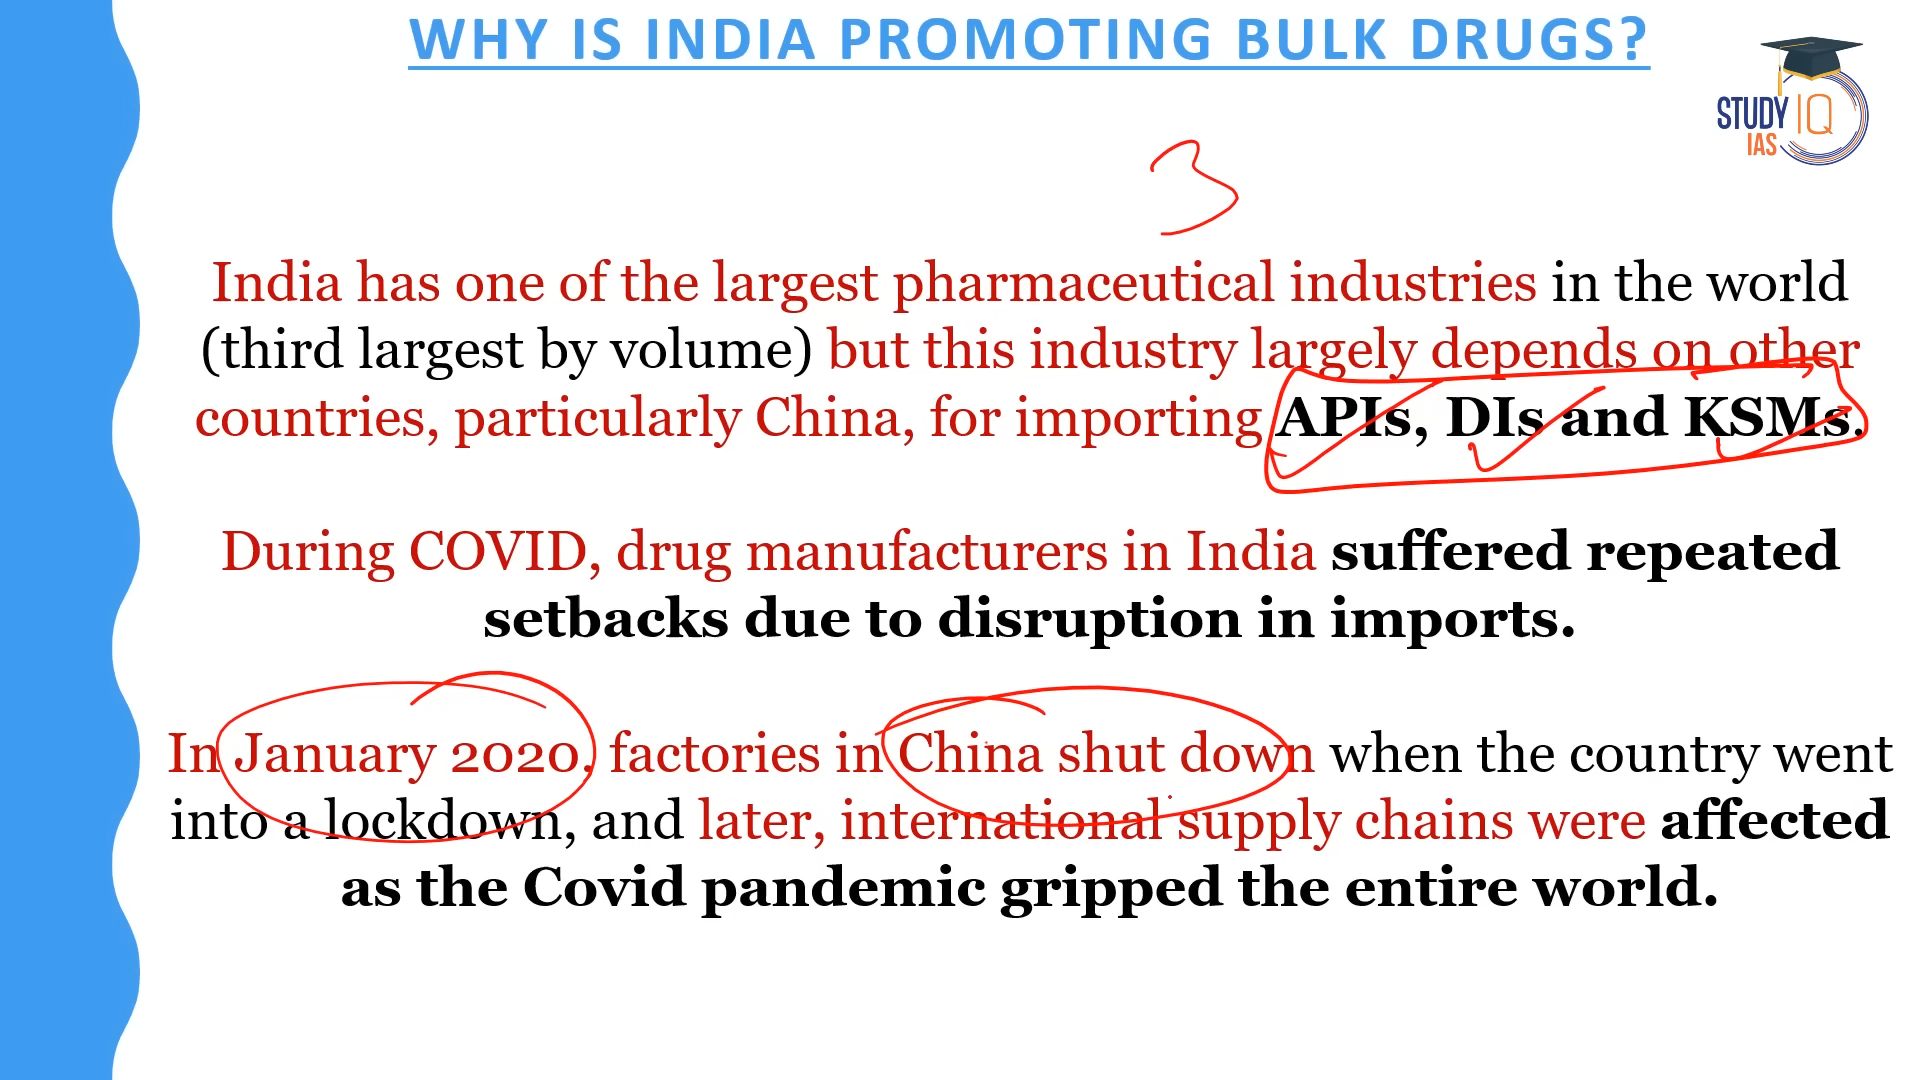 WHY IS INDIA PROMOTING BULK DRUGS?
STUDY IQ
IAS
3
India has one of the largest pharmaceutical industries in the world
(third largest by volume) but this industry largely depends on other
countries, particularly China, for importing APIs, DIs and KSMs.
During COVID, drug manufacturers in India suffered repeated
setbacks due to disruption in imports.
In January 2020, factories in China shut down when the country went
into a lockdown, and later, international supply chains were affected
as the Covid pandemic gripped the entire world.